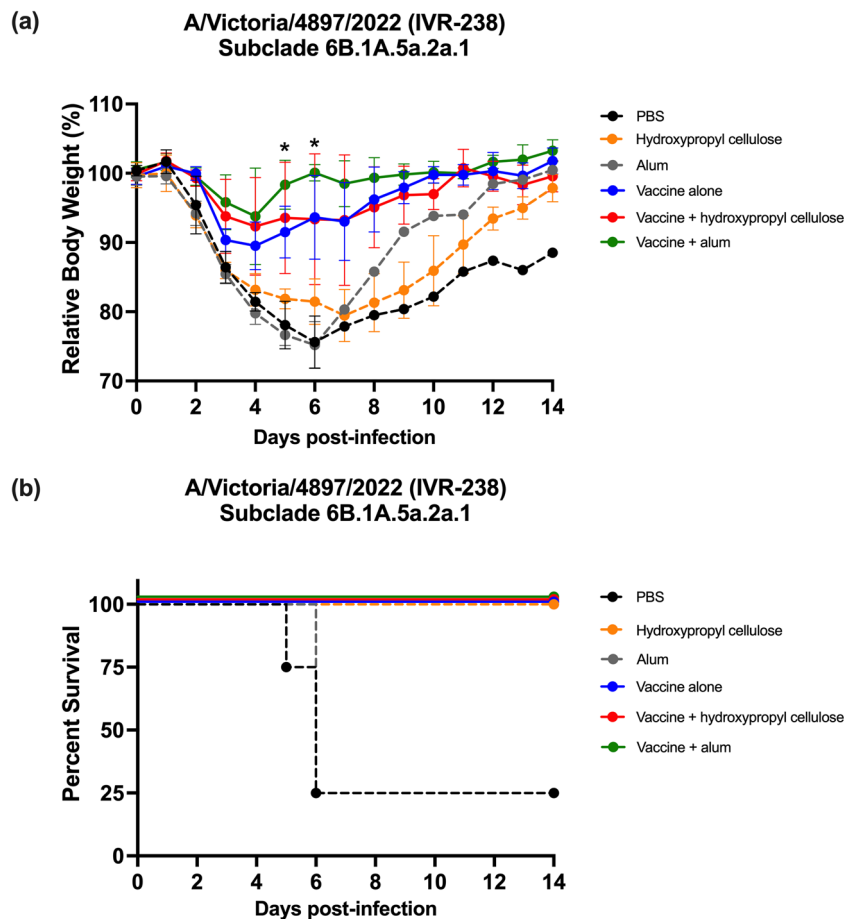 (a)
A/Victoria/4897/2022 (IVR-238)
Subclade 6B.1A.5a.2a.1
Relative Body Weight (%)
110
100
90
80
70
* *
0 2 4 6 8 10 12 14
Days post-infection
PBS
Hydroxypropyl cellulose
Alum
Vaccine alone
Vaccine + hydroxypropyl cellulose
Vaccine + alum
(b)
A/Victoria/4897/2022 (IVR-238)
Subclade 6B.1A.5a.2a.1
Percent Survival
100
75
50
25
0
0 2 4 6 8 10 12 14
Days post-infection
PBS
Hydroxypropyl cellulose
Alum
Vaccine alone
Vaccine + hydroxypropyl cellulose
Vaccine + alum